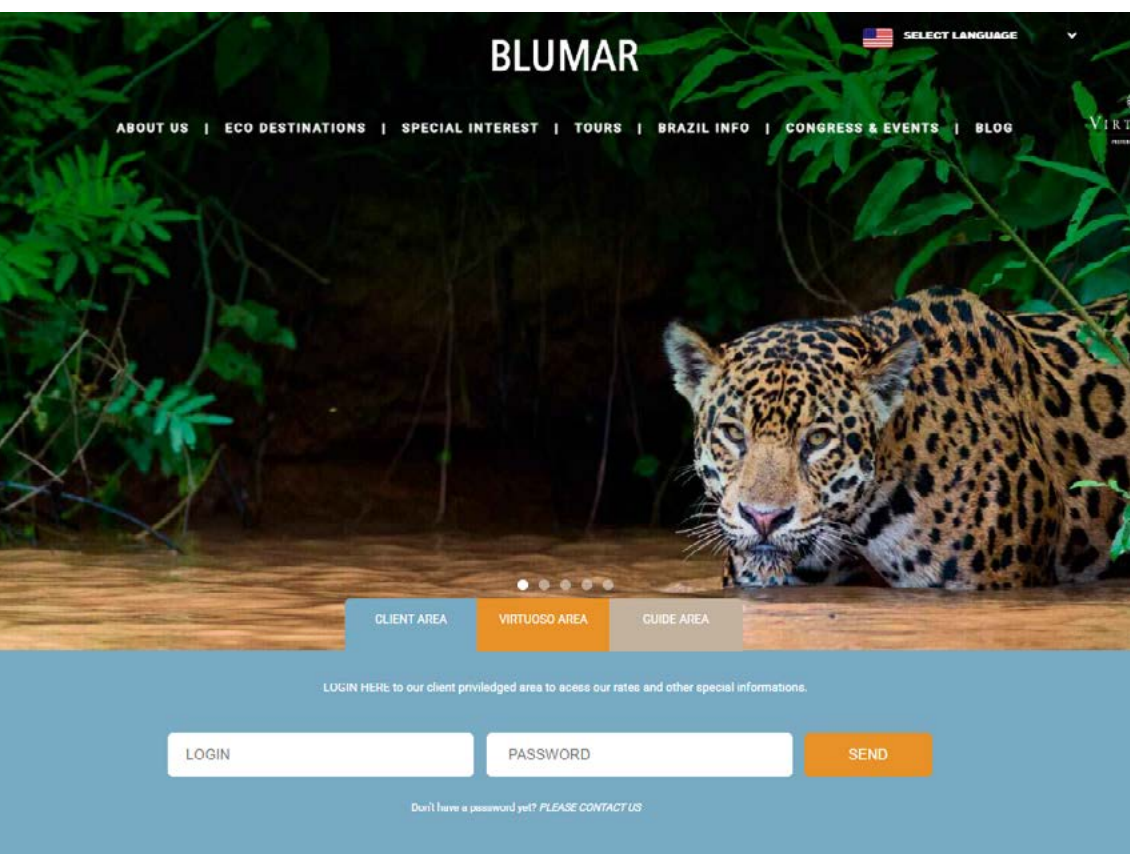 SELECT LANGUAGE
BLUMAR
ABOUT US | ECO DESTINATIONS | SPECIAL INTEREST | TOURS | BRAZIL INFO | CONGRESS & EVENTS | BLOG
VIRT
CLIENT AREA VIRTUOSO AREA GUIDE AREA
LOGIN HERE to our client priviledged area to acess our rates and other special informations.
LOGIN PASSWORD SEND
Don't have a password yet? PLEASE CONTACT US